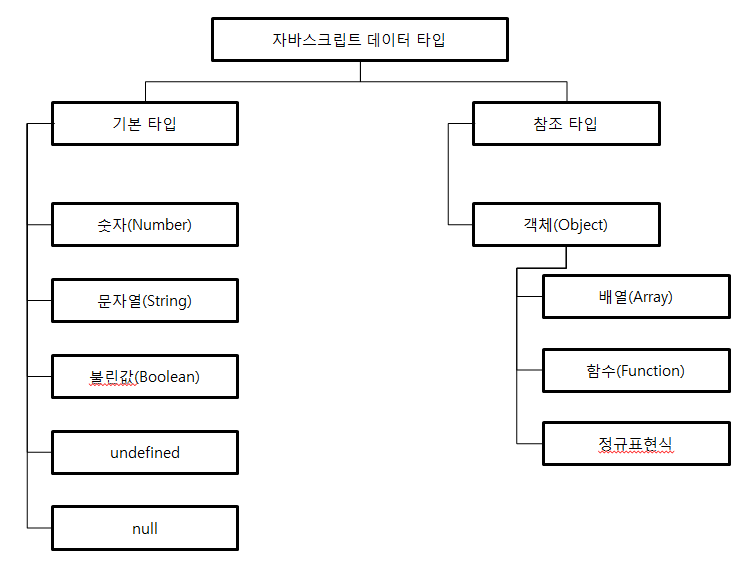 자바스크립트 데이터 타입
기본 타입
참조 타입
숫자(Number)
객체(Object)
문자열(String)
배열(Array)
불린값(Boolean)
함수(Function)
undefined
정규표현식
null